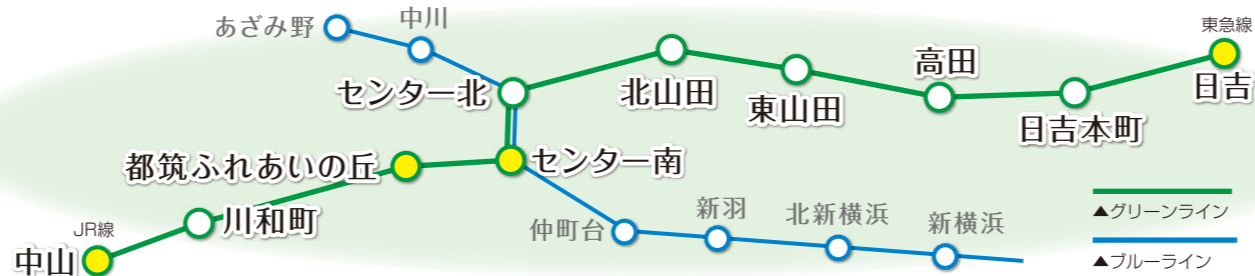 あざみ野
中川
東急線
センター北
北山田
東山田
高田
日吉本町
日吉
都筑ふれあいの丘
センター南
JR線
中山
川和町
仲町台
新羽
北新横浜
新横浜
▲グリーンライン
▲ブルーライン